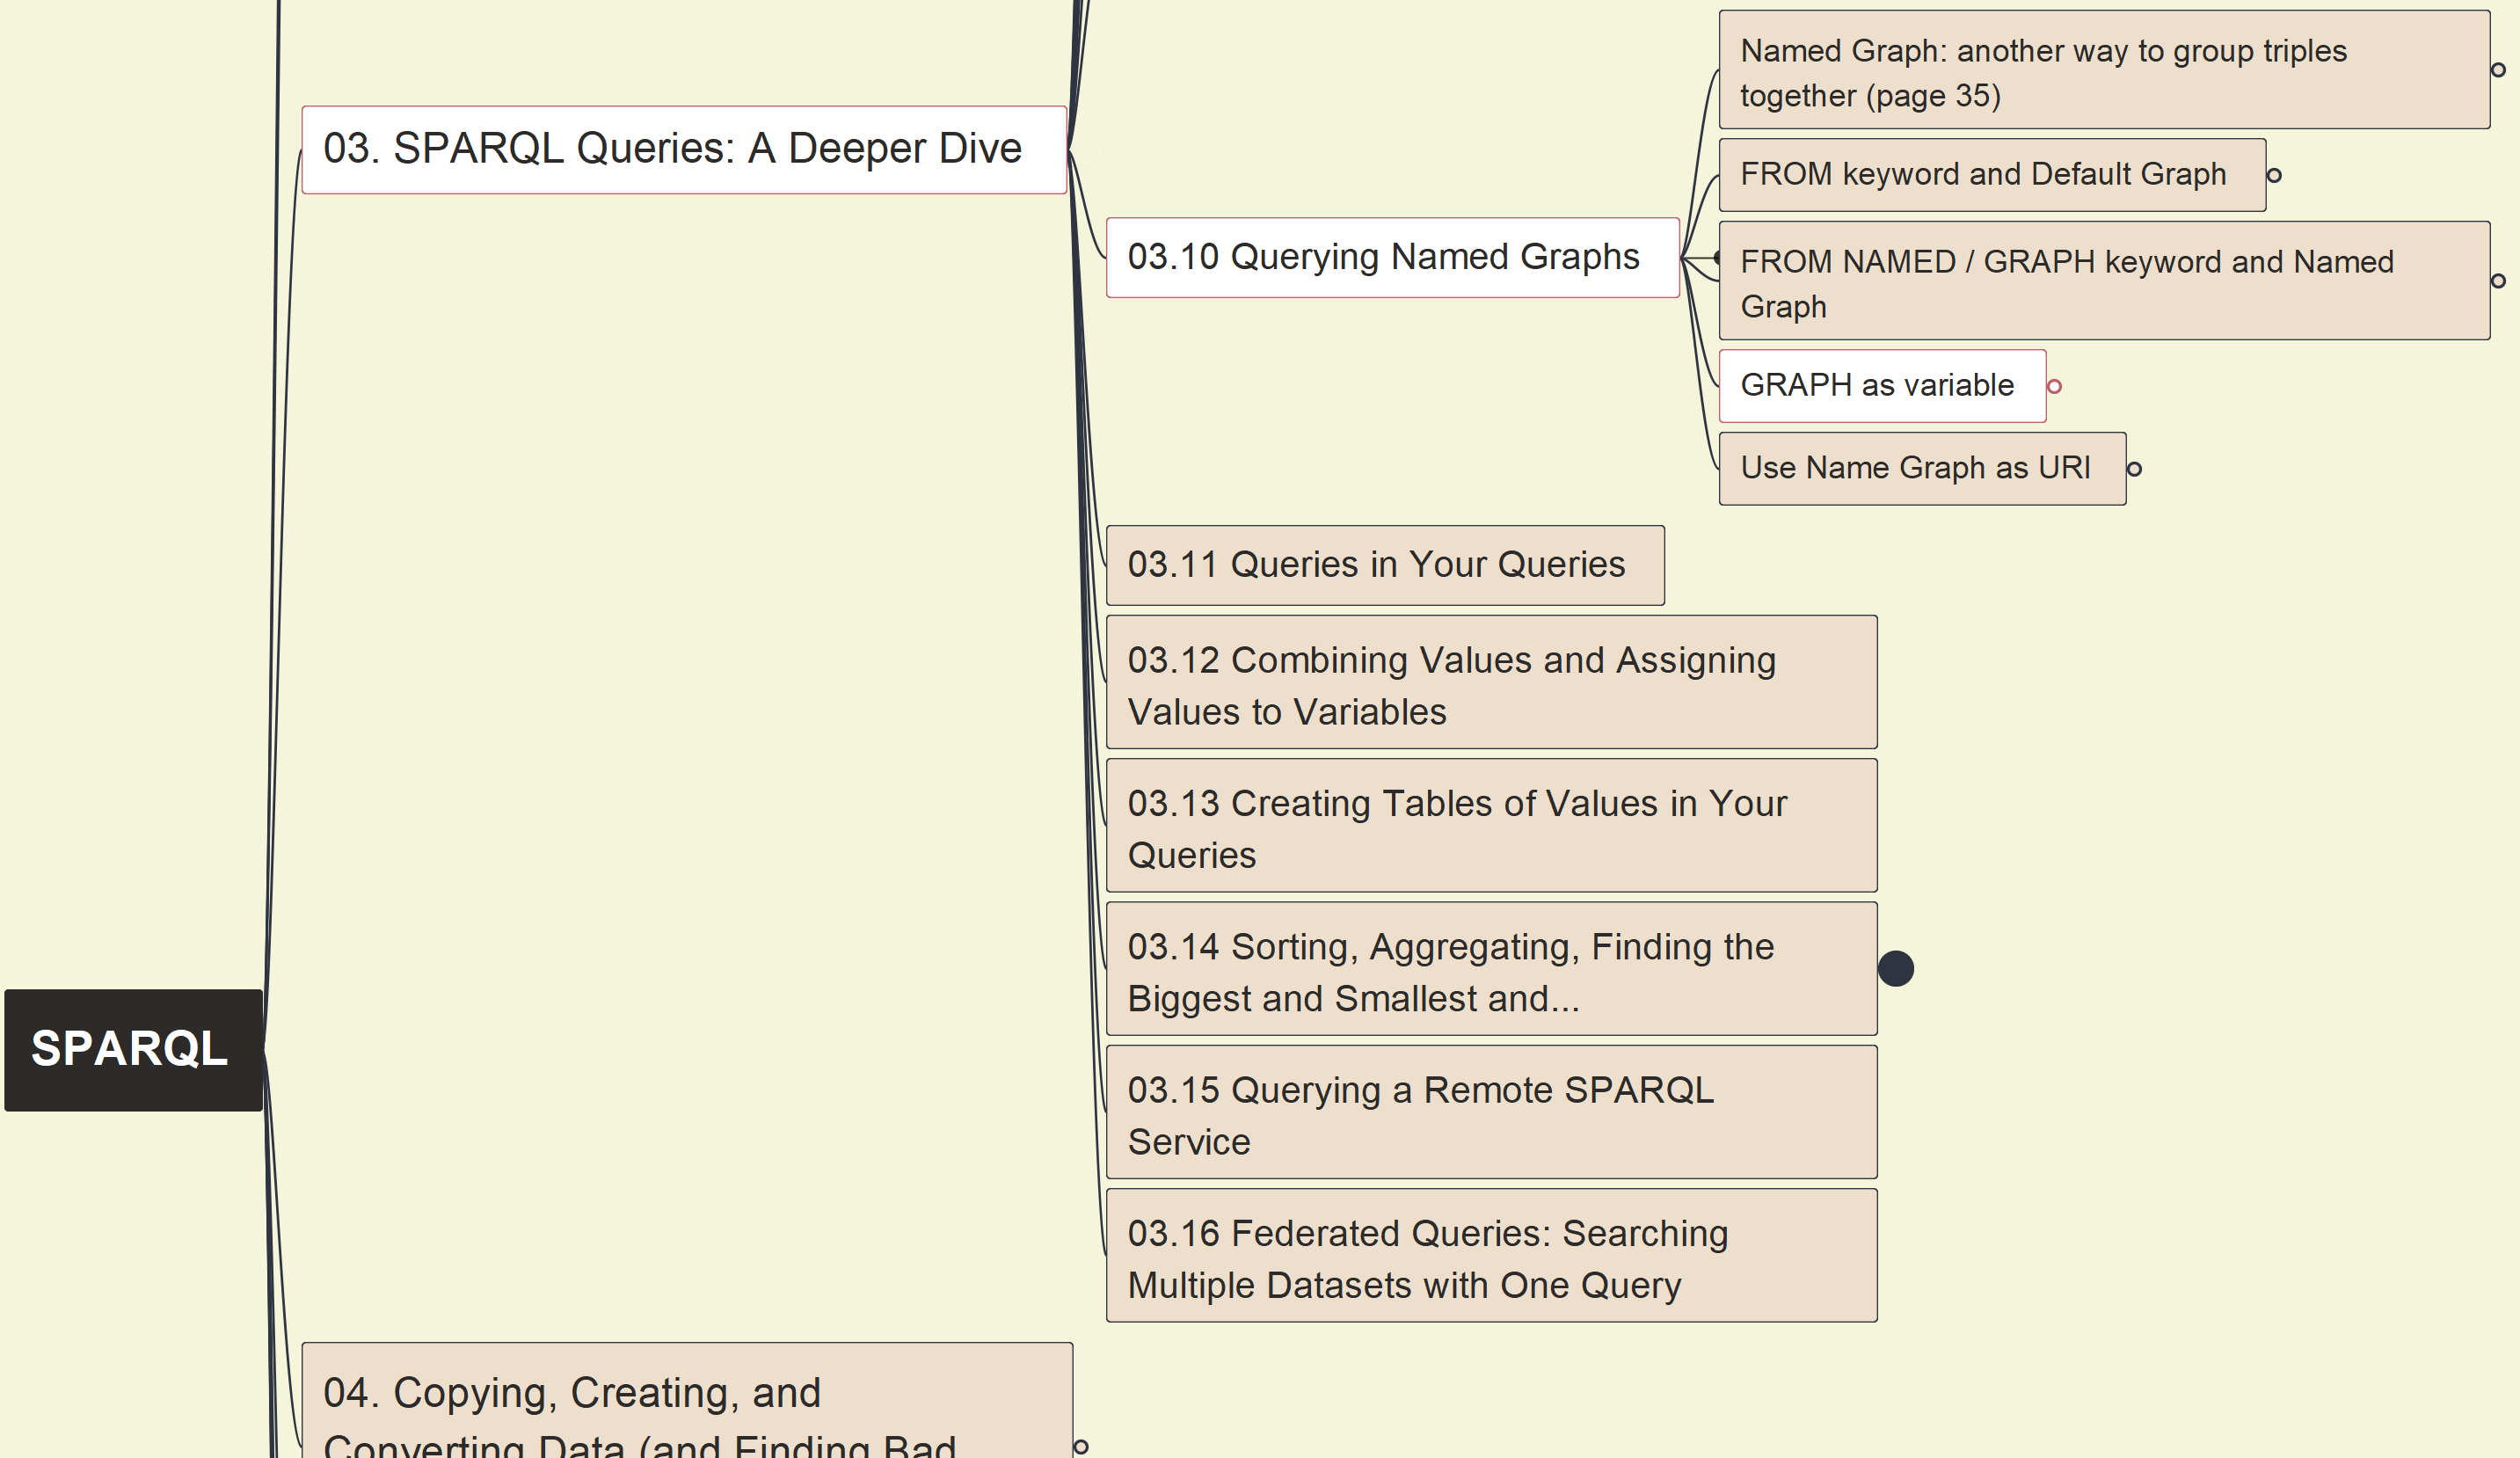 Named Graph: another way to group triples
together (page 35)
03. SPARQL Queries: A Deeper Dive
FROM keyword and Default Graph
03.10 Querying Named Graphs
FROM NAMED / GRAPH keyword and Named
Graph
GRAPH as variable
Use Name Graph as URI
03.11 Queries in Your Queries
03.12 Combining Values and Assigning
Values to Variables
03.13 Creating Tables of Values in Your
Queries
03.14 Sorting, Aggregating, Finding the
Biggest and Smallest and...
SPARQL
03.15 Querying a Remote SPARQL
Service
03.16 Federated Queries: Searching
Multiple Datasets with One Query
04. Copying, Creating, and
Converting Data (and Finding Bad